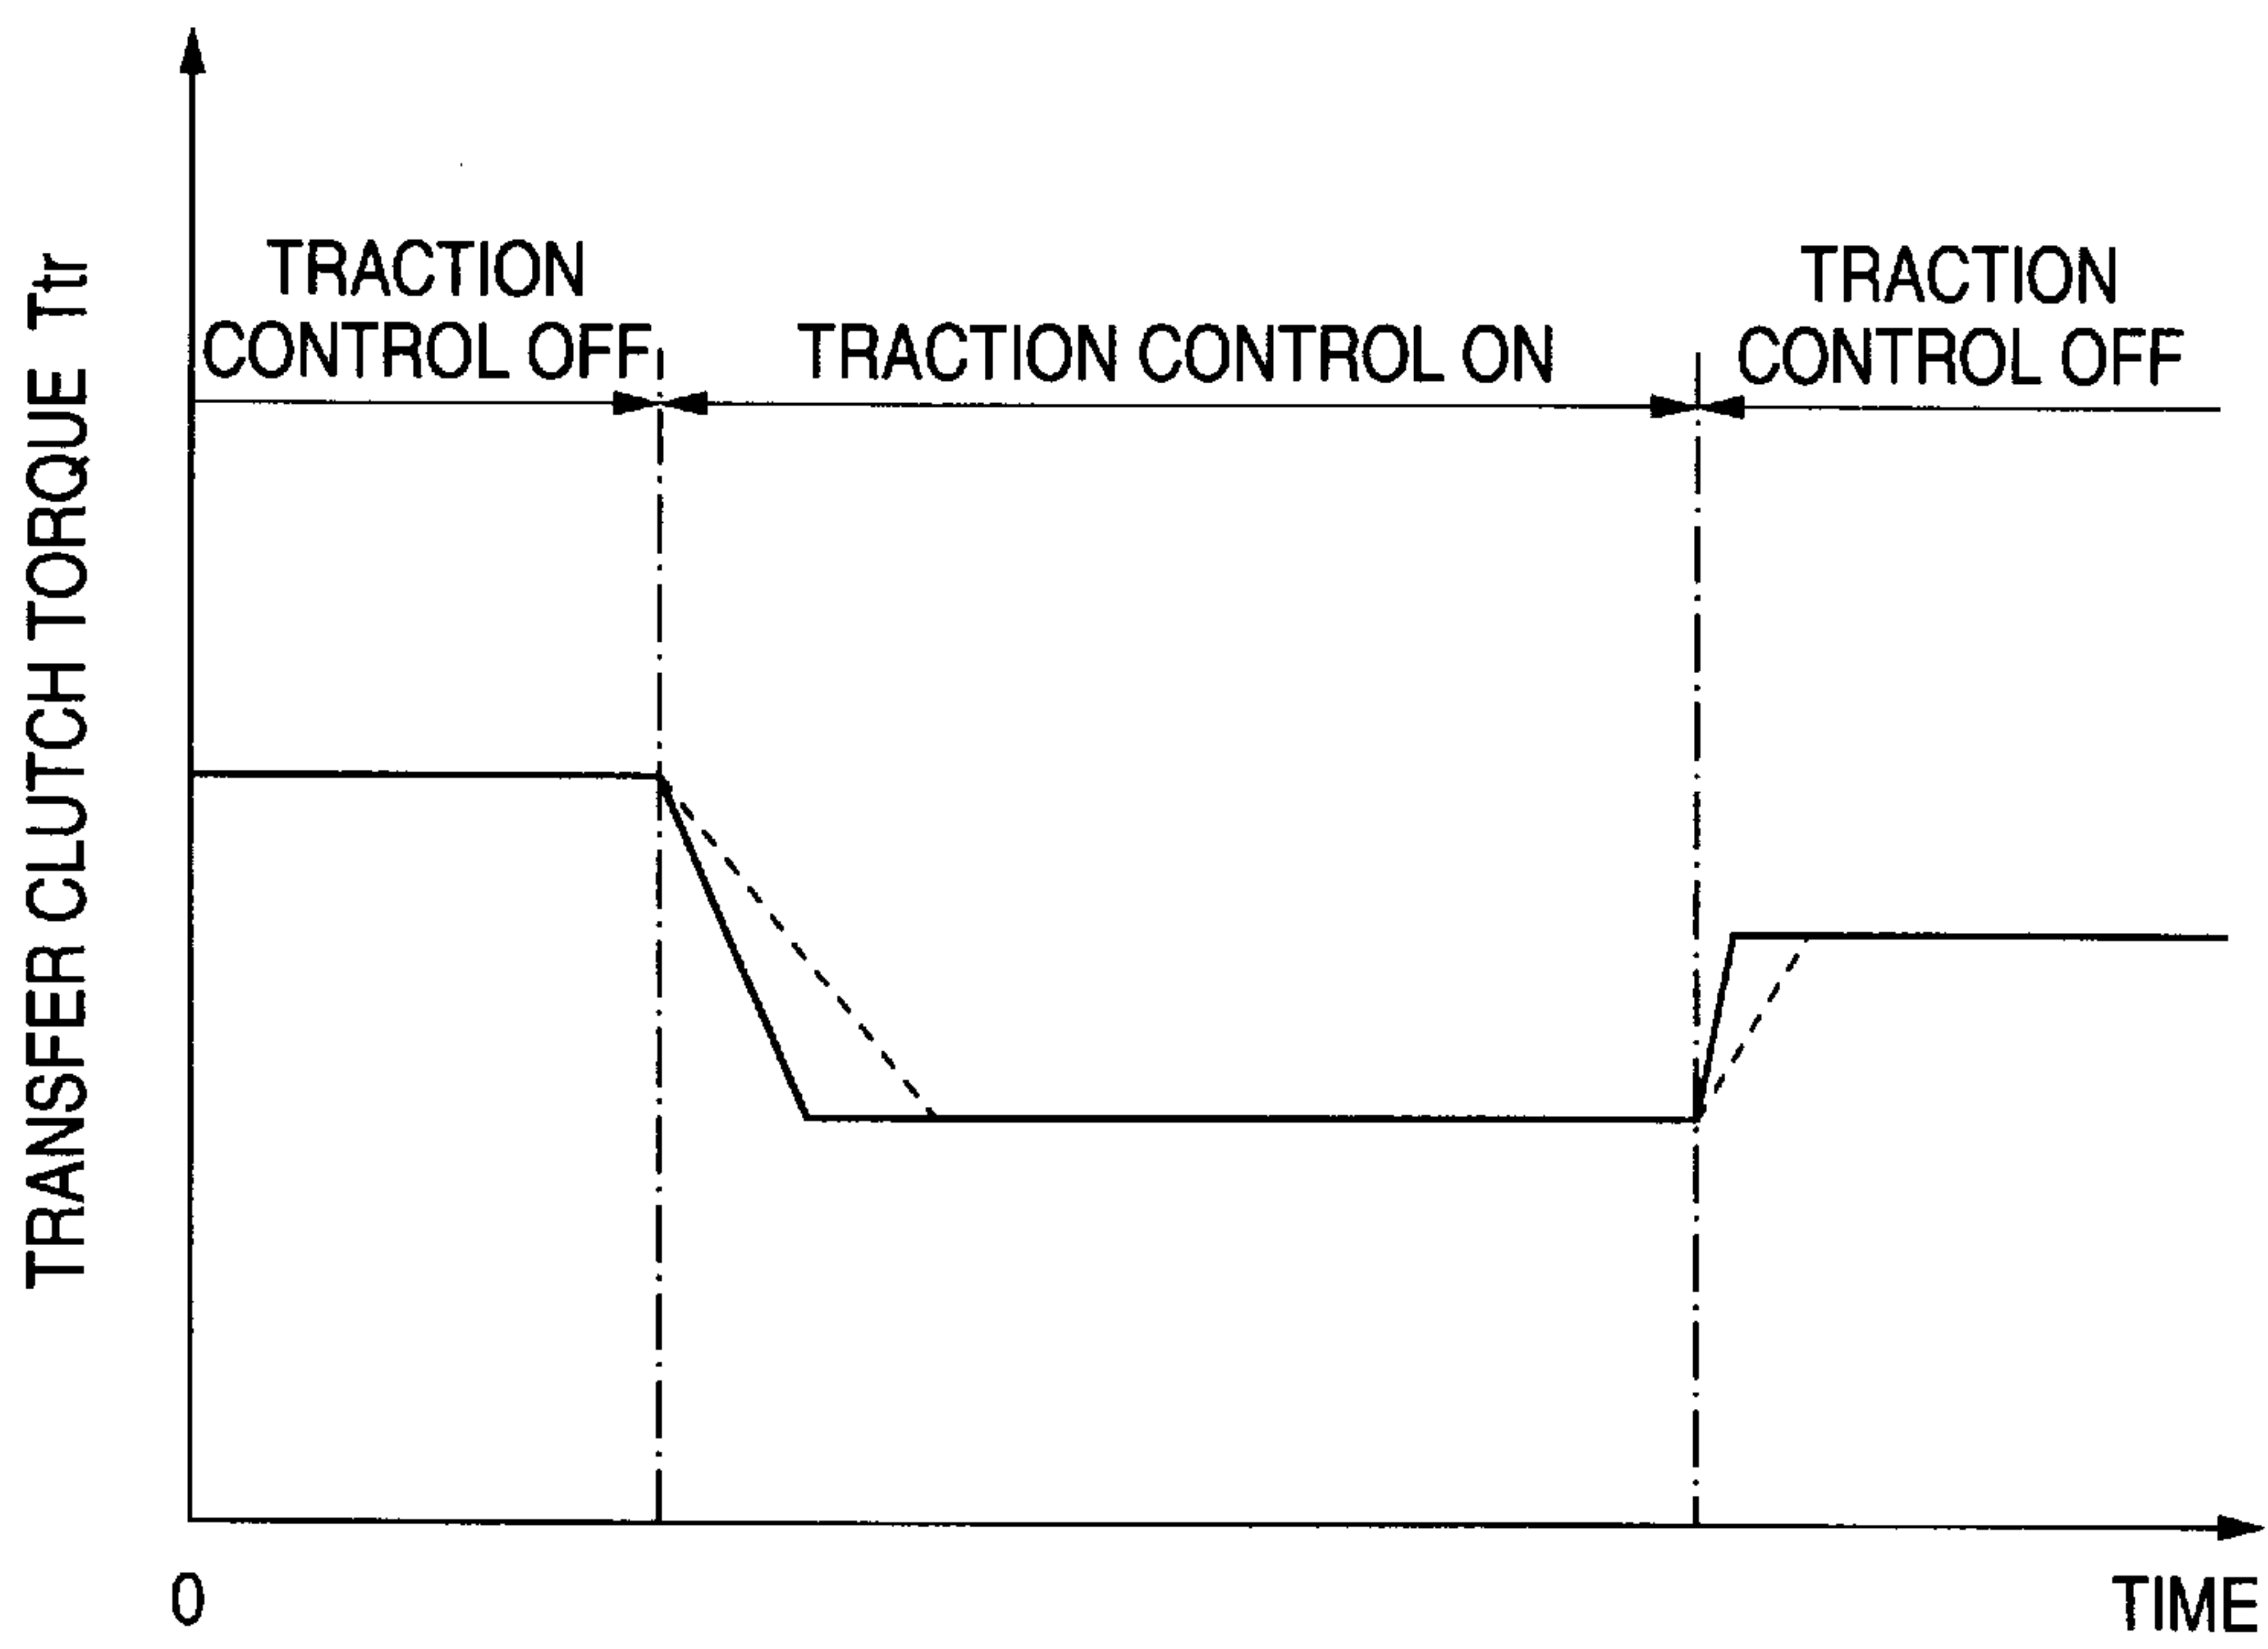 TRANSFER CLUTCH TORQUE Ttr
TRACTION
CONTROL OFF
TRACTION CONTROL ON
TRACTION
CONTROL OFF
0
TIME